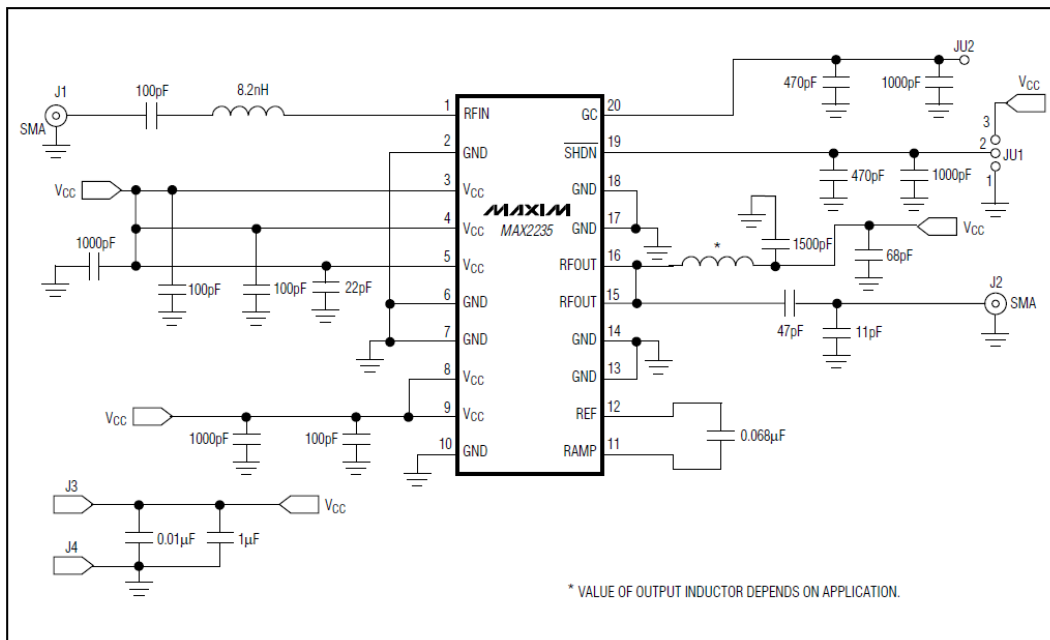 JU2
J1
100pF
8.2nH
470pF
1000pF
VCC
1
RFIN
GC
20
3
SMA
2
GND
SHDN
19
2
JU1
VCC
3
VCC
GND
18
470pF
1000pF
1
MAXIM
MAX2235
4
VCC
GND
17
1500pF
VCC
1000pF
*
5
VCC
RFOUT
16
68pF
100pF
100pF
22pF
J2
6
GND
RFOUT
15
SMA
47pF
11pF
7
GND
GND
14
8
VCC
GND
13
VCC
9
VCC
REF
12
1000pF
100pF
0.068µF
10
GND
RAMP
11
J3
VCC
0.01µF
1µF
J4
* VALUE OF OUTPUT INDUCTOR DEPENDS ON APPLICATION.